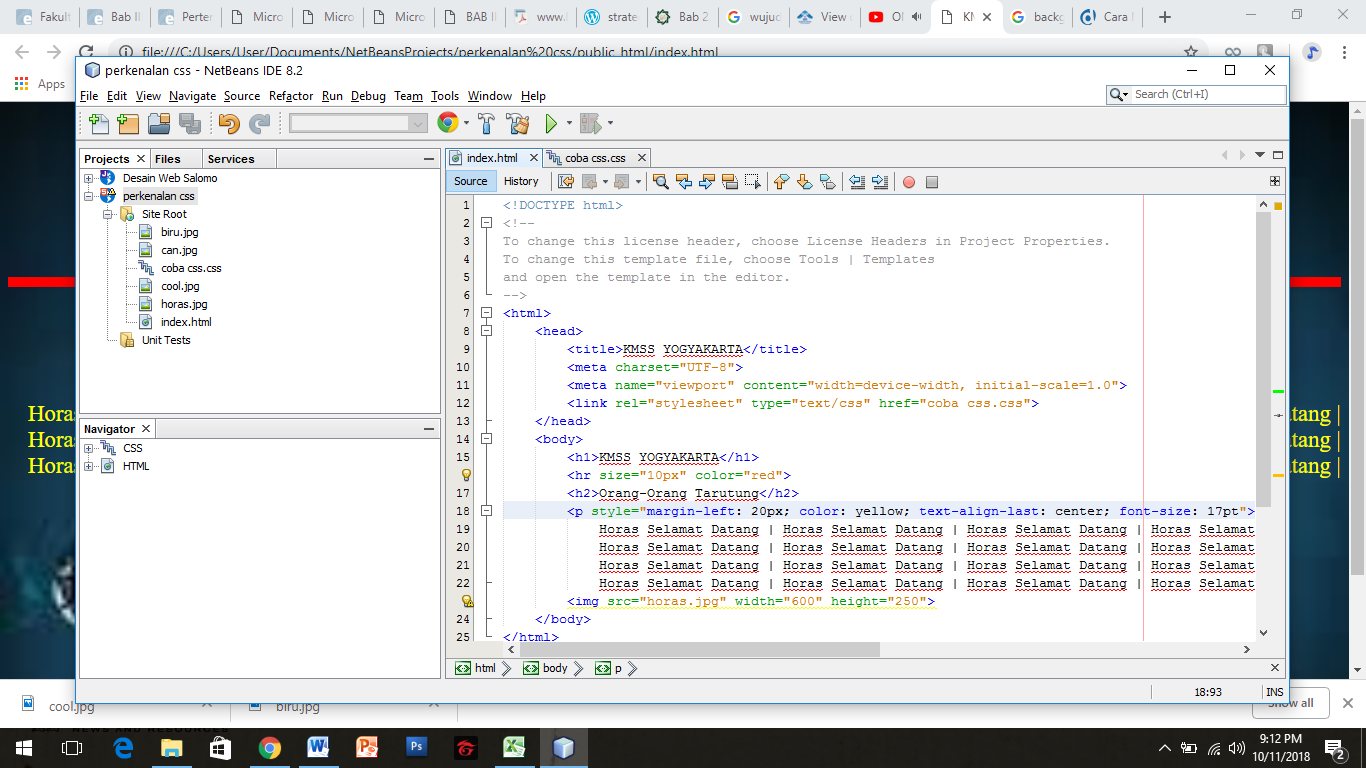 Fakult
Bab II
Perter
Micro
Micro
Micro
BAB II
www.
strate
Bab 2
wujuc
View
Of
KM
backg
Cara
file:///C:/Users/User/Documents/NetBeansProjects/perkenalan%20css/public_html/index.html
Apps
perkenalan css - NetBeans IDE 8.2
File Edit View Navigate Source Refactor Run Debug Team Tools Window Help
Search (Ctrl+I)
Projects Files Services
Desain Web Salomo
perkenalan css
Site Root
biru.jpg
can.jpg
coba css.css
cool.jpg
horas.jpg
index.html
Unit Tests
Navigator
CSS
HTML
index.html coba css.css
Source History
1 <!DOCTYPE html>
2 <!--
3 To change this license header, choose License Headers in Project Properties.
4 To change this template file, choose Tools | Templates
5 and open the template in the editor.
6 -->
7 <html>
8 <head>
9 <title>KMSS YOGYAKARTA</title>
10 <meta charset="UTF-8">
11 <meta name="viewport" content="width=device-width, initial-scale=1.0">
12 <link rel="stylesheet" type="text/css" href="coba css.css">
13 </head>
14 <body>
15 <h1>KMSS YOGYAKARTA</h1>
<hr size="10px" color="red">
17 <h2>Orang-Orang Tarutung</h2>
18 <p style="margin-left: 20px; color: yellow; text-align-last: center; font-size: 17pt">
19 Horas Selamat Datang | Horas Selamat Datang | Horas Selamat Datang | Horas Selamat
20 Horas Selamat Datang | Horas Selamat Datang | Horas Selamat Datang | Horas Selamat
21 Horas Selamat Datang | Horas Selamat Datang | Horas Selamat Datang | Horas Selamat
22 Horas Selamat Datang | Horas Selamat Datang | Horas Selamat Datang | Horas Selamat
<img src="horas.jpg" width="600" height="250">
24 </body>
25 </html>
html body p
18:93 INS
Horas
Horas
Horas
tang |
tang |
tang |
cool.jpg
biru.jpg
Show all
NEWS AND RESOURCES
9:12 PM
10/11/2018
2